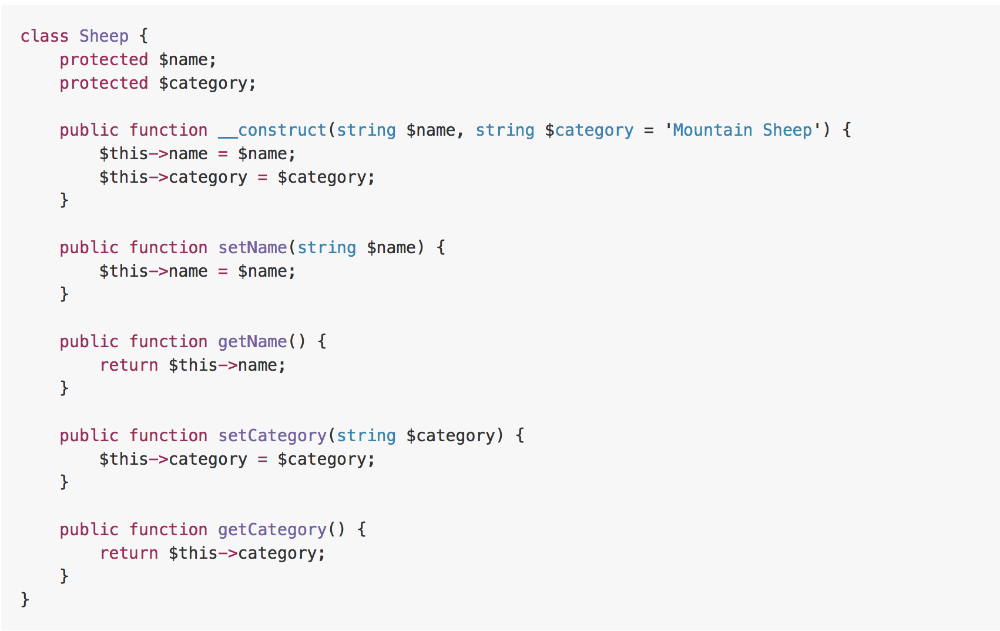 class Sheep {
    protected $name;
    protected $category;

    public function __construct(string $name, string $category = 'Mountain Sheep') {
        $this->name = $name;
        $this->category = $category;
    }

    public function setName(string $name) {
        $this->name = $name;
    }

    public function getName() {
        return $this->name;
    }

    public function setCategory(string $category) {
        $this->category = $category;
    }

    public function getCategory() {
        return $this->category;
    }
}